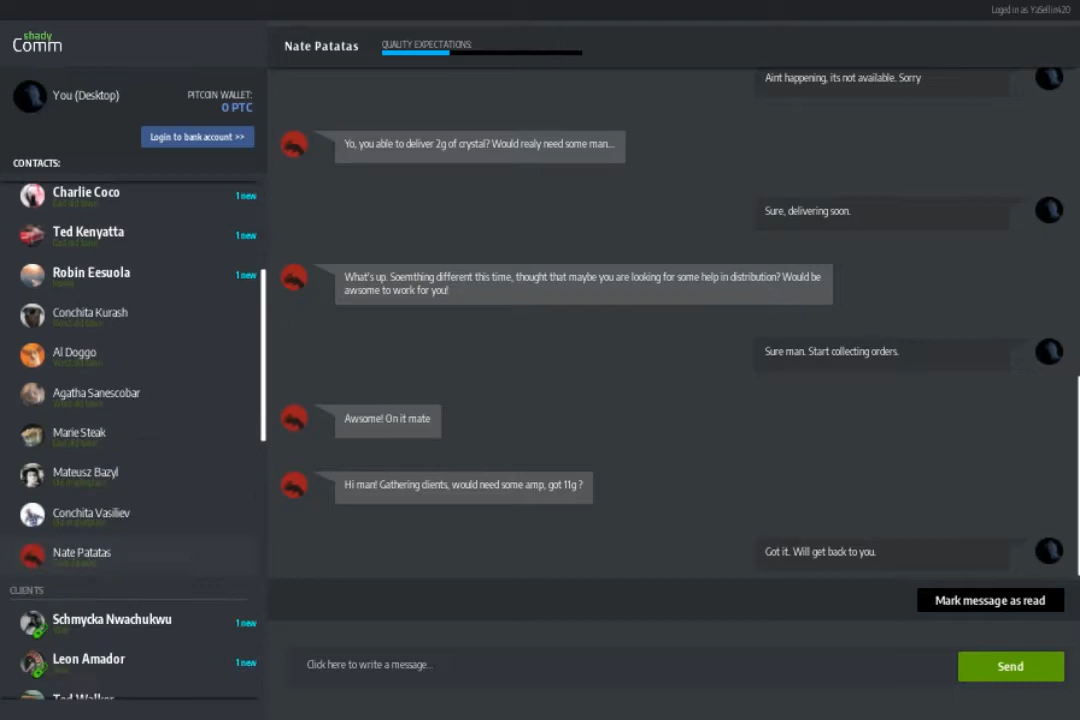 Loged in as YaSellin420
shady
Comm
Nate Patatas
QUALITY EXPECTATIONS:
You (Desktop)
PITCOIN WALLET:
0 PTC
Login to bank account >>
CONTACTS:
Charlie Coco
1 new
Ted Kenyatta
1 new
Robin Eesuola
1 new
Conchita Kurash
Al Doggo
Agatha Sanescobar
Marie Steak
Mateusz Bazyl
Conchita Vasiliev
Nate Patatas
CLIENTS
Schmycka Nwachukwu
1 new
Leon Amador
1 new
Ted Walker
Aint happening, its not available. Sorry
Yo, you able to deliver 2g of crystal? Would realy need some man...
Sure, delivering soon.
What's up. Soemthing different this time, thought that maybe you are looking for some help in distribution? Would be
awsome to work for you!
Sure man. Start collecting orders.
Awsome! On it mate
Hi man! Gathering clients, would need some amp, got 11g ?
Got it. Will get back to you.
Mark message as read
Click here to write a message...
Send